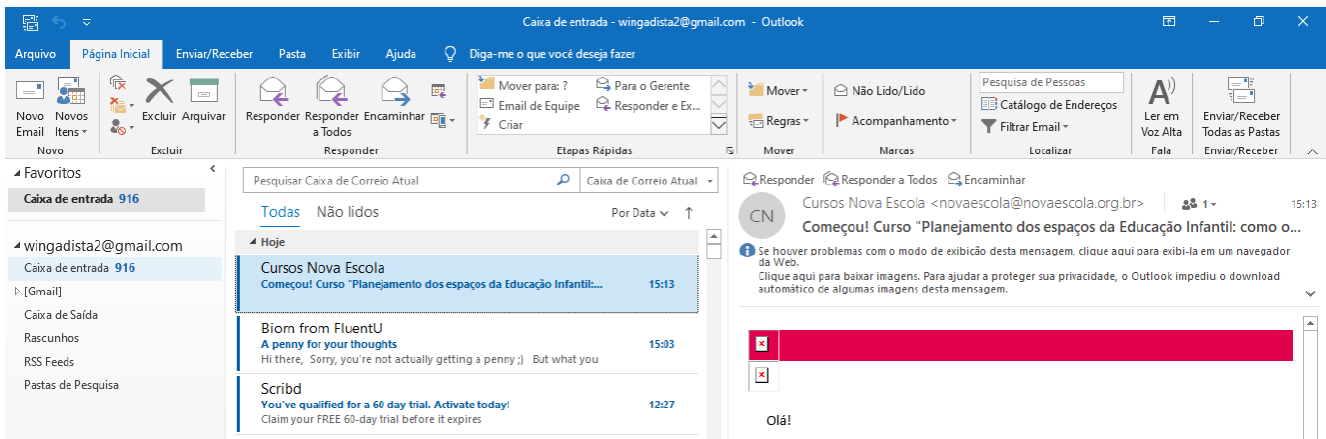 Caixa de entrada - wingadista2@gmail.com - Outlook
Arquivo Página Inicial Enviar/Receber Pasta Exibir Ajuda Diga-me o que você deseja fazer
Novo Email
Novos Itens
Novo
Excluir Arquivar
Excluir
Responder Responder a Todos Encaminhar
Responder
Mover para: ? Para o Gerente
Email de Equipe Responder e Ex...
Criar
Etapas Rápidas
Mover
Regras
Mover
Não Lido/Lido
Acompanhamento
Marcas
Pesquisa de Pessoas
Catálogo de Endereços
Filtrar Email
Localizar
Ler em Voz Alta
Fala
Enviar/Receber Todas as Pastas
Enviar/Receber
Favoritos
Caixa de entrada 916
wingadista2@gmail.com
Caixa de entrada 916
[Gmail]
Caixa de Saída
Rascunhos
RSS Feeds
Pastas de Pesquisa
Pesquisar Caixa de Correio Atual Caixa de Correio Atual
Todas Não lidos Por Data
Hoje
Cursos Nova Escola
Começou! Curso "Planejamento dos espaços da Educação Infantil:... 15:13
Biom from FluentU
A penny for your thoughts 15:03
Hi there, Sorry, you're not actually getting a penny ;) But what you
Scribd
You've qualified for a 60 day trial. Activate today! 12:27
Claim your FREE 60-day trial before it expires
Responder Responder a Todos Encaminhar
CN
Cursos Nova Escola <novaescola@novaescola.org.br> 1 15:13
Começou! Curso "Planejamento dos espaços da Educação Infantil: como o...
Se houver problemas com o modo de exibição desta mensagem, clique aqui para exibi-la em um navegador
da Web.
Clique aqui para baixar imagens. Para ajudar a proteger sua privacidade, o Outlook impediu o download
automático de algumas imagens desta mensagem.
Olá!